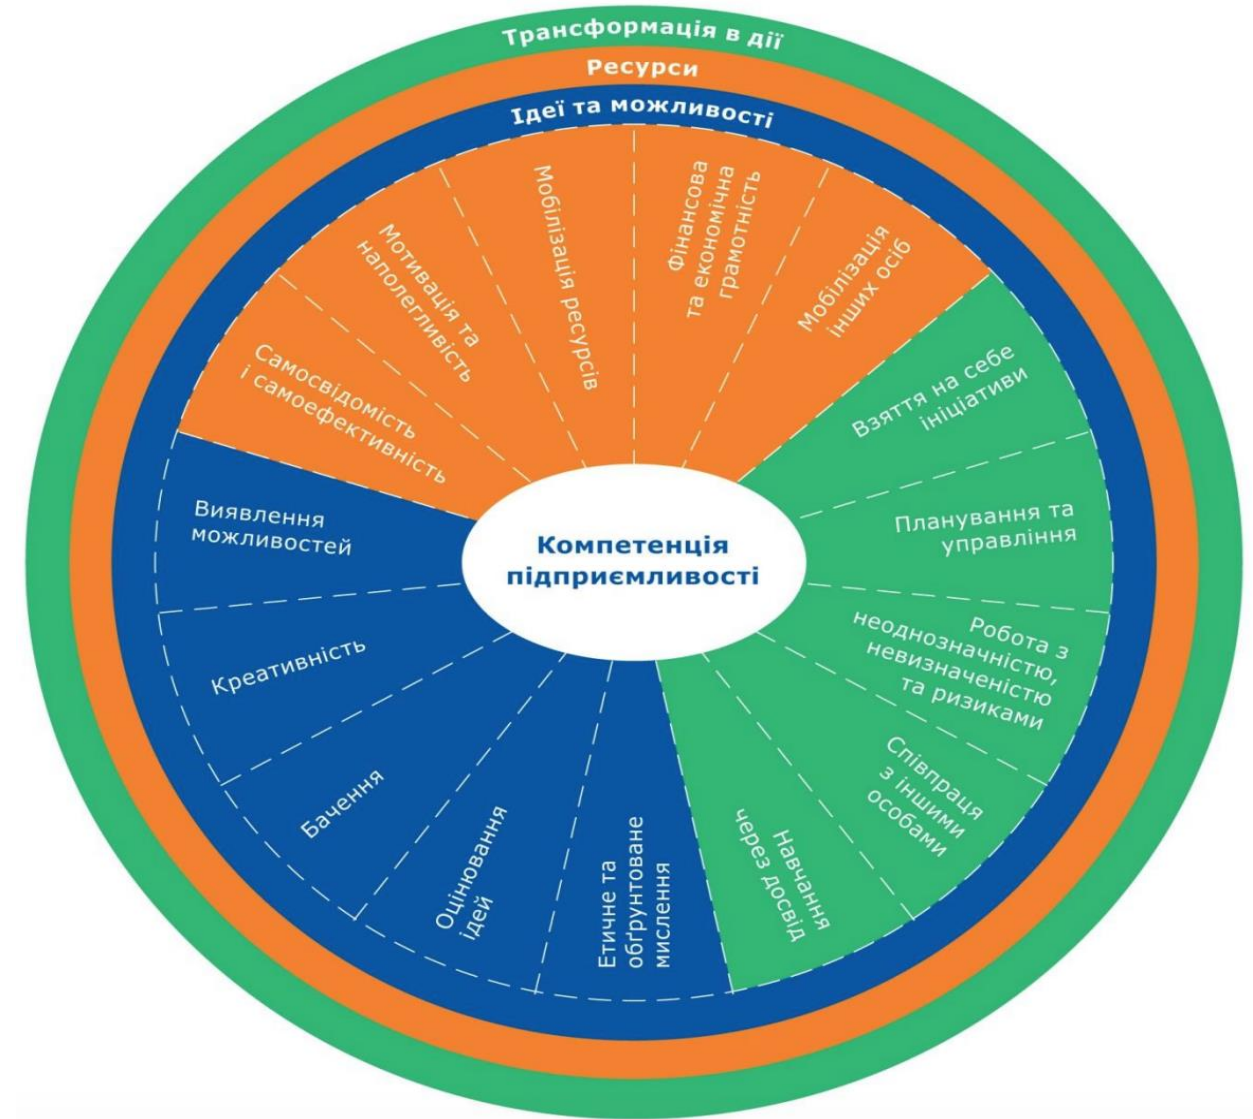 Трансформація в дії
Ресурси
Ідеї та можливості
Самосвідомість
і самоефективність
Мотивація та
наполегливість
Мобілізація ресурсів
Фінансова
та економічна
грамотність
Мобілізація
інших осіб
Взяття на себе
ініціативи
Планування та
управління
Робота з
неоднозначністю,
невизначеністю
та ризиками
Співпраця
з іншими
особами
Навчання
через досвід
Етичне та
обґрунтоване
мислення
Оцінювання
ідей
Бачення
Креативність
Виявлення
можливостей
Компетенція
підприємливості